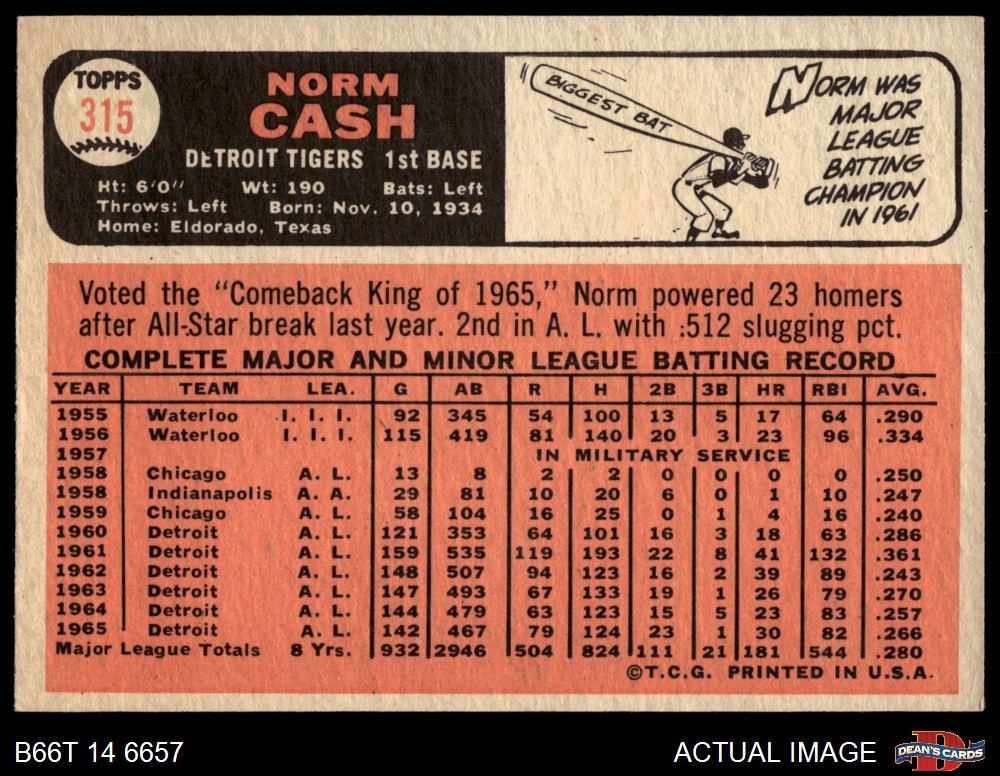 TOPPS
315
NORM
CASH
DETROIT TIGERS 1st BASE
Ht: 6'0" Wt: 190 Bats: Left
Throws: Left Born: Nov. 10, 1934
Home: Eldorado, Texas
BIGGEST BAT
NORM WAS
MAJOR
LEAGUE
BATTING
CHAMPION
IN 1961
Voted the "Comeback King of 1965," Norm powered 23 homers
after All-Star break last year. 2nd in A. L. with .512 slugging pct.
COMPLETE MAJOR AND MINOR LEAGUE BATTING RECORD
YEAR TEAM LEA. G AB R H 2B 3B HR RBI AVG.
1955 Waterloo I. I. I. 92 345 54 100 13 5 17 64 .290
1956 Waterloo I. I. I. 115 419 81 140 20 3 23 96 .334
1957 IN MILITARY SERVICE
1958 Chicago A. L. 13 8 2 2 0 0 0 0 .250
1958 Indianapolis A. A. 29 81 10 20 6 0 1 10 .247
1959 Chicago A. L. 58 104 16 25 0 1 4 16 .240
1960 Detroit A. L. 121 353 64 101 16 3 18 63 .286
1961 Detroit A. L. 159 535 119 193 22 8 41 132 .361
1962 Detroit A. L. 148 507 94 123 16 2 39 89 .243
1963 Detroit A. L. 147 493 67 133 19 1 26 79 .270
1964 Detroit A. L. 144 479 63 123 15 5 23 83 .257
1965 Detroit A. L. 142 467 79 124 23 1 30 82 .266
Major League Totals 8 Yrs. 932 2946 504 824 111 21 181 544 .280
©T.C.G. PRINTED IN U.S.A.
B66T 14 6657
ACTUAL IMAGE
DEAN'S CARDS